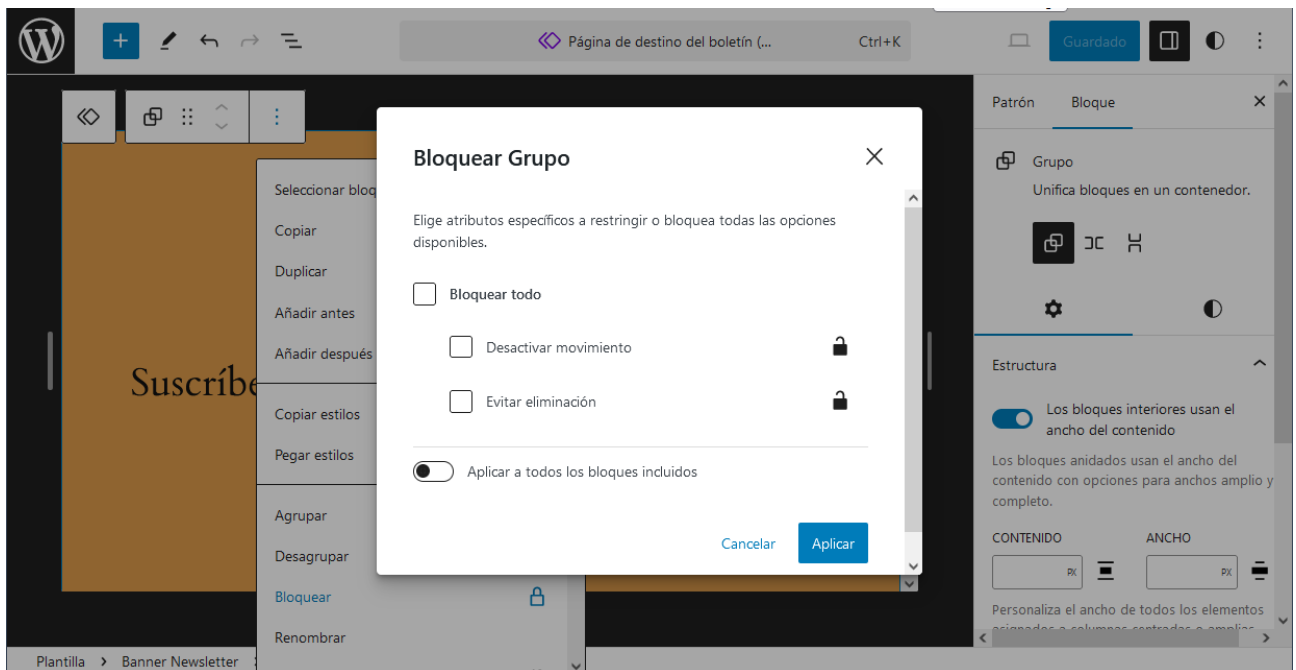 Página de destino del boletín (... Ctrl+K
Guardado
Patrón Bloque
Grupo
Unifica bloques en un contenedor.
Seleccionar bloq
Copiar
Duplicar
Añadir antes
Añadir después
Copiar estilos
Pegar estilos
Agrupar
Desagrupar
Bloquear
Renombrar
Suscríbe
Bloquear Grupo
Elige atributos específicos a restringir o bloquea todas las opciones
disponibles.
Bloquear todo
Desactivar movimiento
Evitar eliminación
Aplicar a todos los bloques incluidos
Cancelar Aplicar
Estructura
Los bloques interiores usan el
ancho del contenido
Los bloques anidados usan el ancho del
contenido con opciones para anchos amplio y
completo.
CONTENIDO ANCHO
PX PX
Personaliza el ancho de todos los elementos
asignados a columnas centradas o amplias
Plantilla > Banner Newsletter